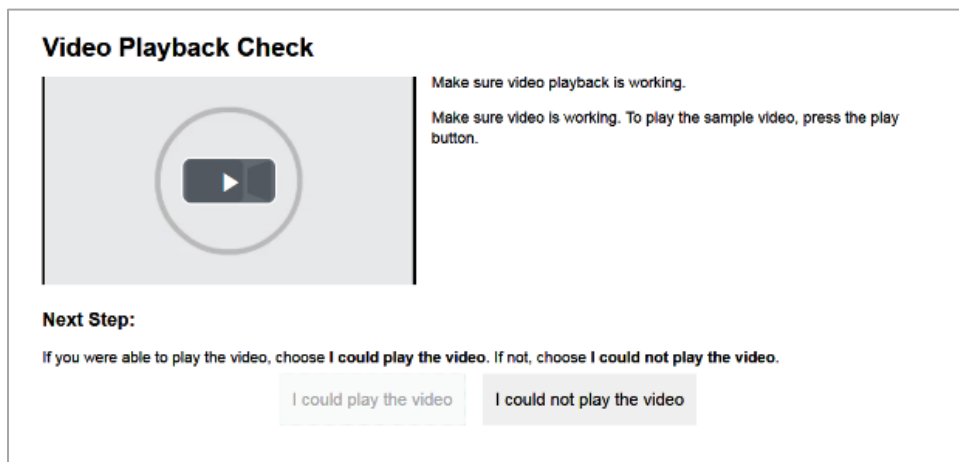 Video Playback Check
Make sure video playback is working.
Make sure video is working. To play the sample video, press the play
button.
Next Step:
If you were able to play the video, choose I could play the video. If not, choose I could not play the video.
I could play the video
I could not play the video